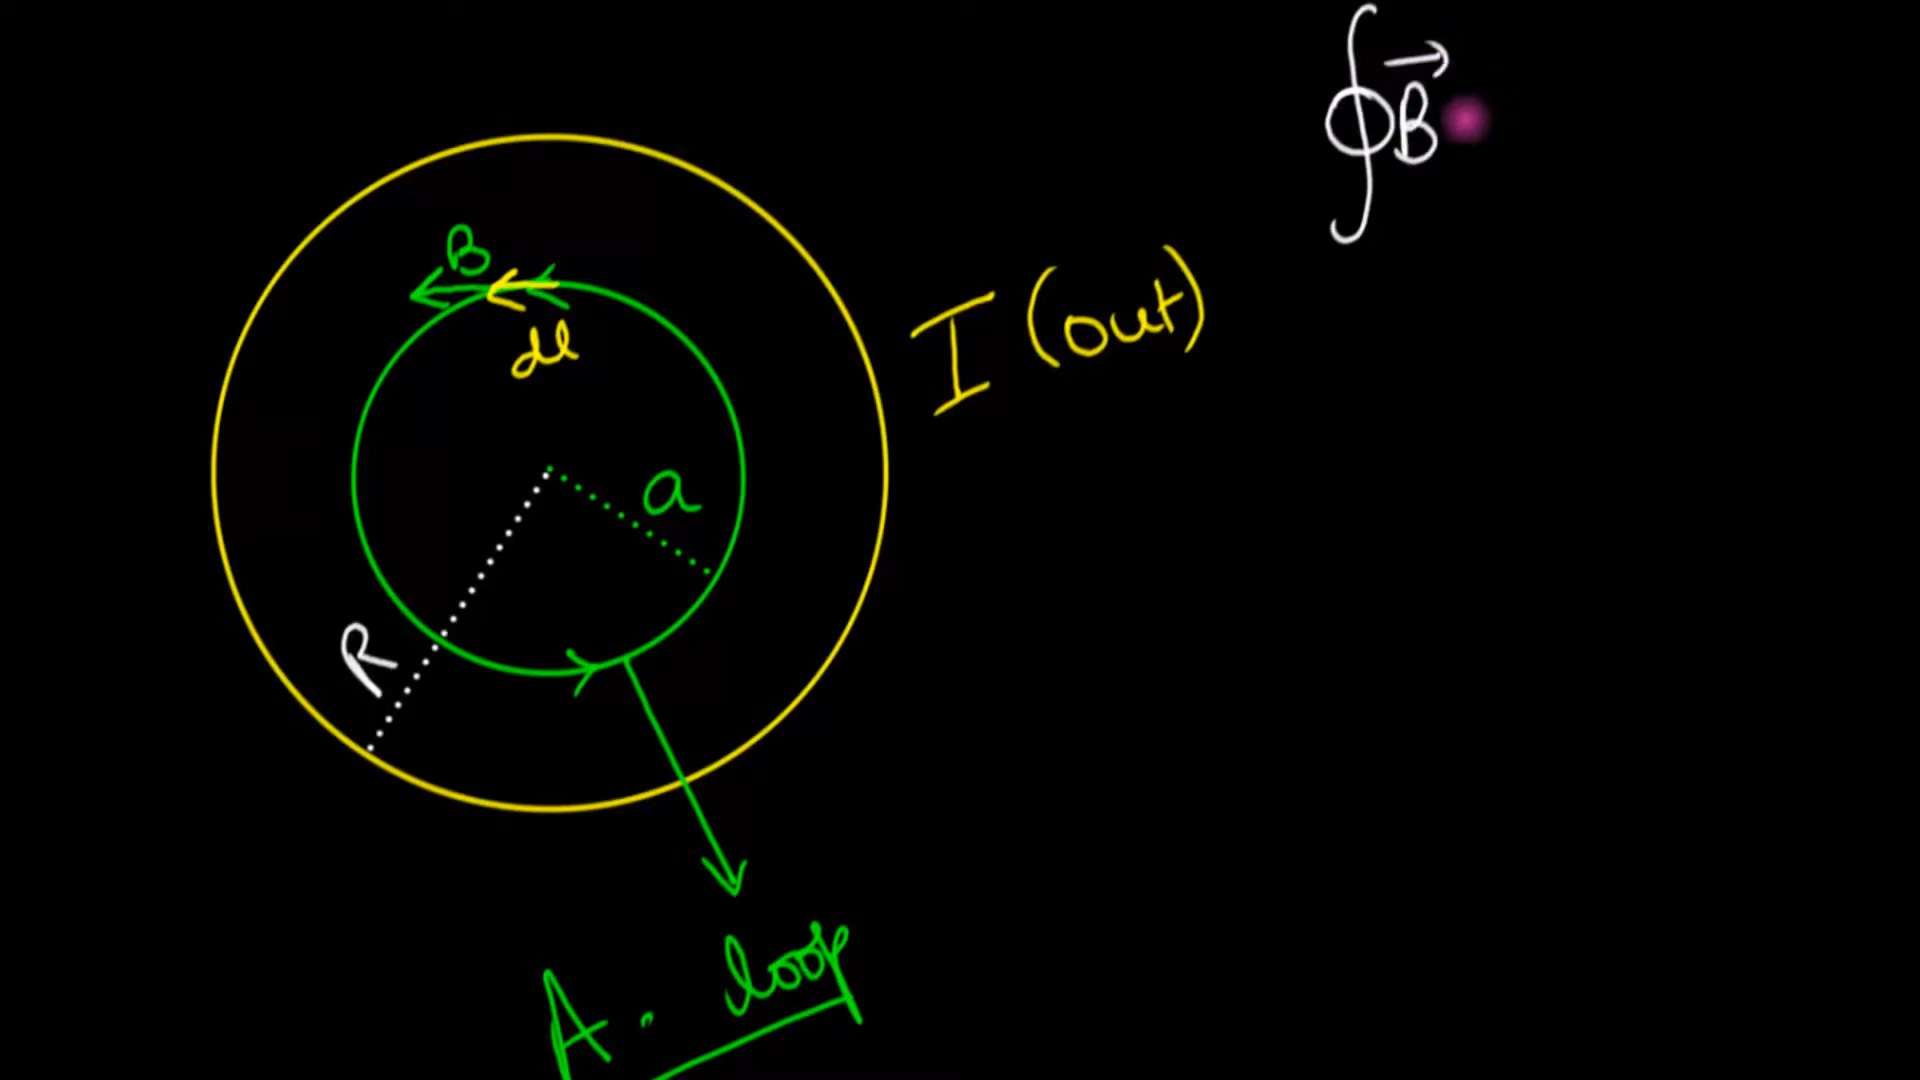 ∮B⃗
B
I (out)
dl
a
R
A. loop